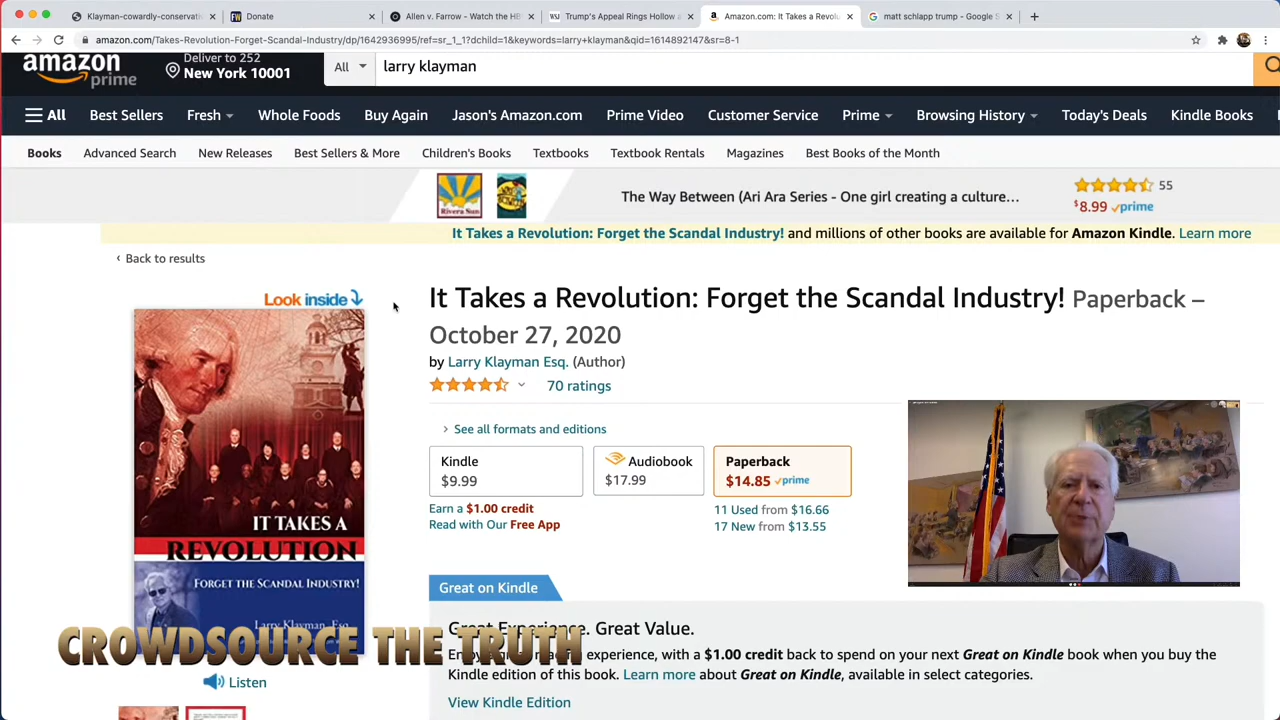 Klayman-cowardly-conservati
Donate
Allen v. Farrow - Watch the HB
Trump's Appeal Rings Hollow a
Amazon.com: It Takes a Revolu
matt schlapp trump - Google S
amazon.com/Takes-Revolution-Forget-Scandal-Industry/dp/1642936995/ref=sr_1_1?dchild=1&keywords=larry+klayman&qid=1614892147&sr=8-1
amazon prime
Deliver to 252
New York 10001
All
larry klayman
All Best Sellers Fresh Whole Foods Buy Again Jason's Amazon.com Prime Video Customer Service Prime Browsing History Today's Deals Kindle Books
Books Advanced Search New Releases Best Sellers & More Children's Books Textbooks Textbook Rentals Magazines Best Books of the Month
Rivera Sun
The Way Between (Ari Ara Series - One girl creating a culture…
55
$8.99 prime
It Takes a Revolution: Forget the Scandal Industry! and millions of other books are available for Amazon Kindle. Learn more
‹ Back to results
Look inside
It Takes a Revolution: Forget the Scandal Industry! Paperback –
October 27, 2020
by Larry Klayman Esq. (Author)
70 ratings
› See all formats and editions
Kindle
$9.99
Audiobook
$17.99
Paperback
$14.85 prime
Earn a $1.00 credit
Read with Our Free App
11 Used from $16.66
17 New from $13.55
IT TAKES A
REVOLUTION
FORGET THE SCANDAL INDUSTRY!
Larry Klayman, Esq.
Great on Kindle
Great Experience. Great Value.
CROWDSOURCE THE TRUTH
experience, with a $1.00 credit back to spend on your next Great on Kindle book when you buy the
Kindle edition of this book. Learn more about Great on Kindle, available in select categories.
Listen
View Kindle Edition